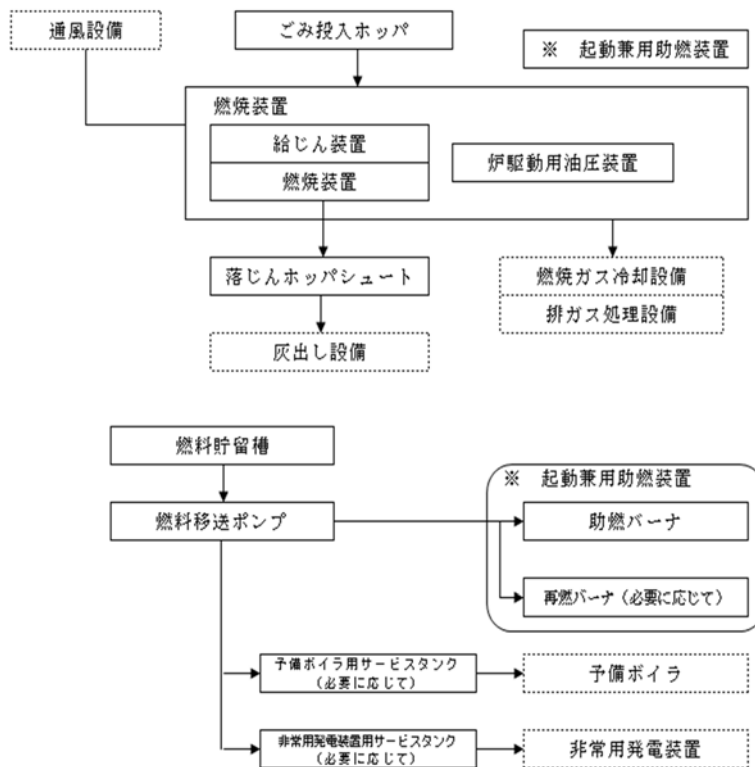 通風設備
ごみ投入ホッパ
※ 起動兼用助燃装置
燃焼装置
給じん装置
燃焼装置
炉駆動用油圧装置
落じんホッパシュート
燃焼ガス冷却設備
排ガス処理設備
灰出し設備
燃料貯留槽
※ 起動兼用助燃装置
燃料移送ポンプ
助燃バーナ
再燃バーナ（必要に応じて）
予備ボイラ用サービスタンク
（必要に応じて）
予備ボイラ
非常用発電装置用サービスタンク
（必要に応じて）
非常用発電装置